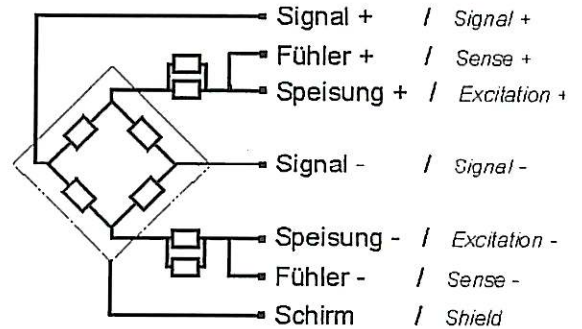 Signal + / Signal +
Fühler + / Sense +
Speisung + / Excitation +
Signal - / Signal -
Speisung - / Excitation -
Fühler - / Sense -
Schirm / Shield